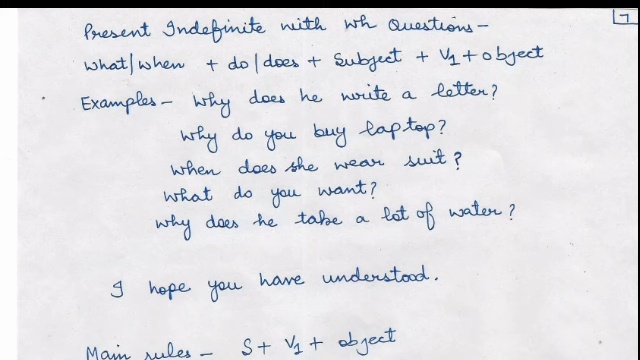 7
Present Indefinite with Wh Questions-
What/When + do/does + Subject + V1 + object
Examples - Why does he write a letter?
Why do you buy laptop?
When does she wear suit?
What do you want?
Why does he take a lot of water?
I hope you have understood.
Main rules - S + V1 + object